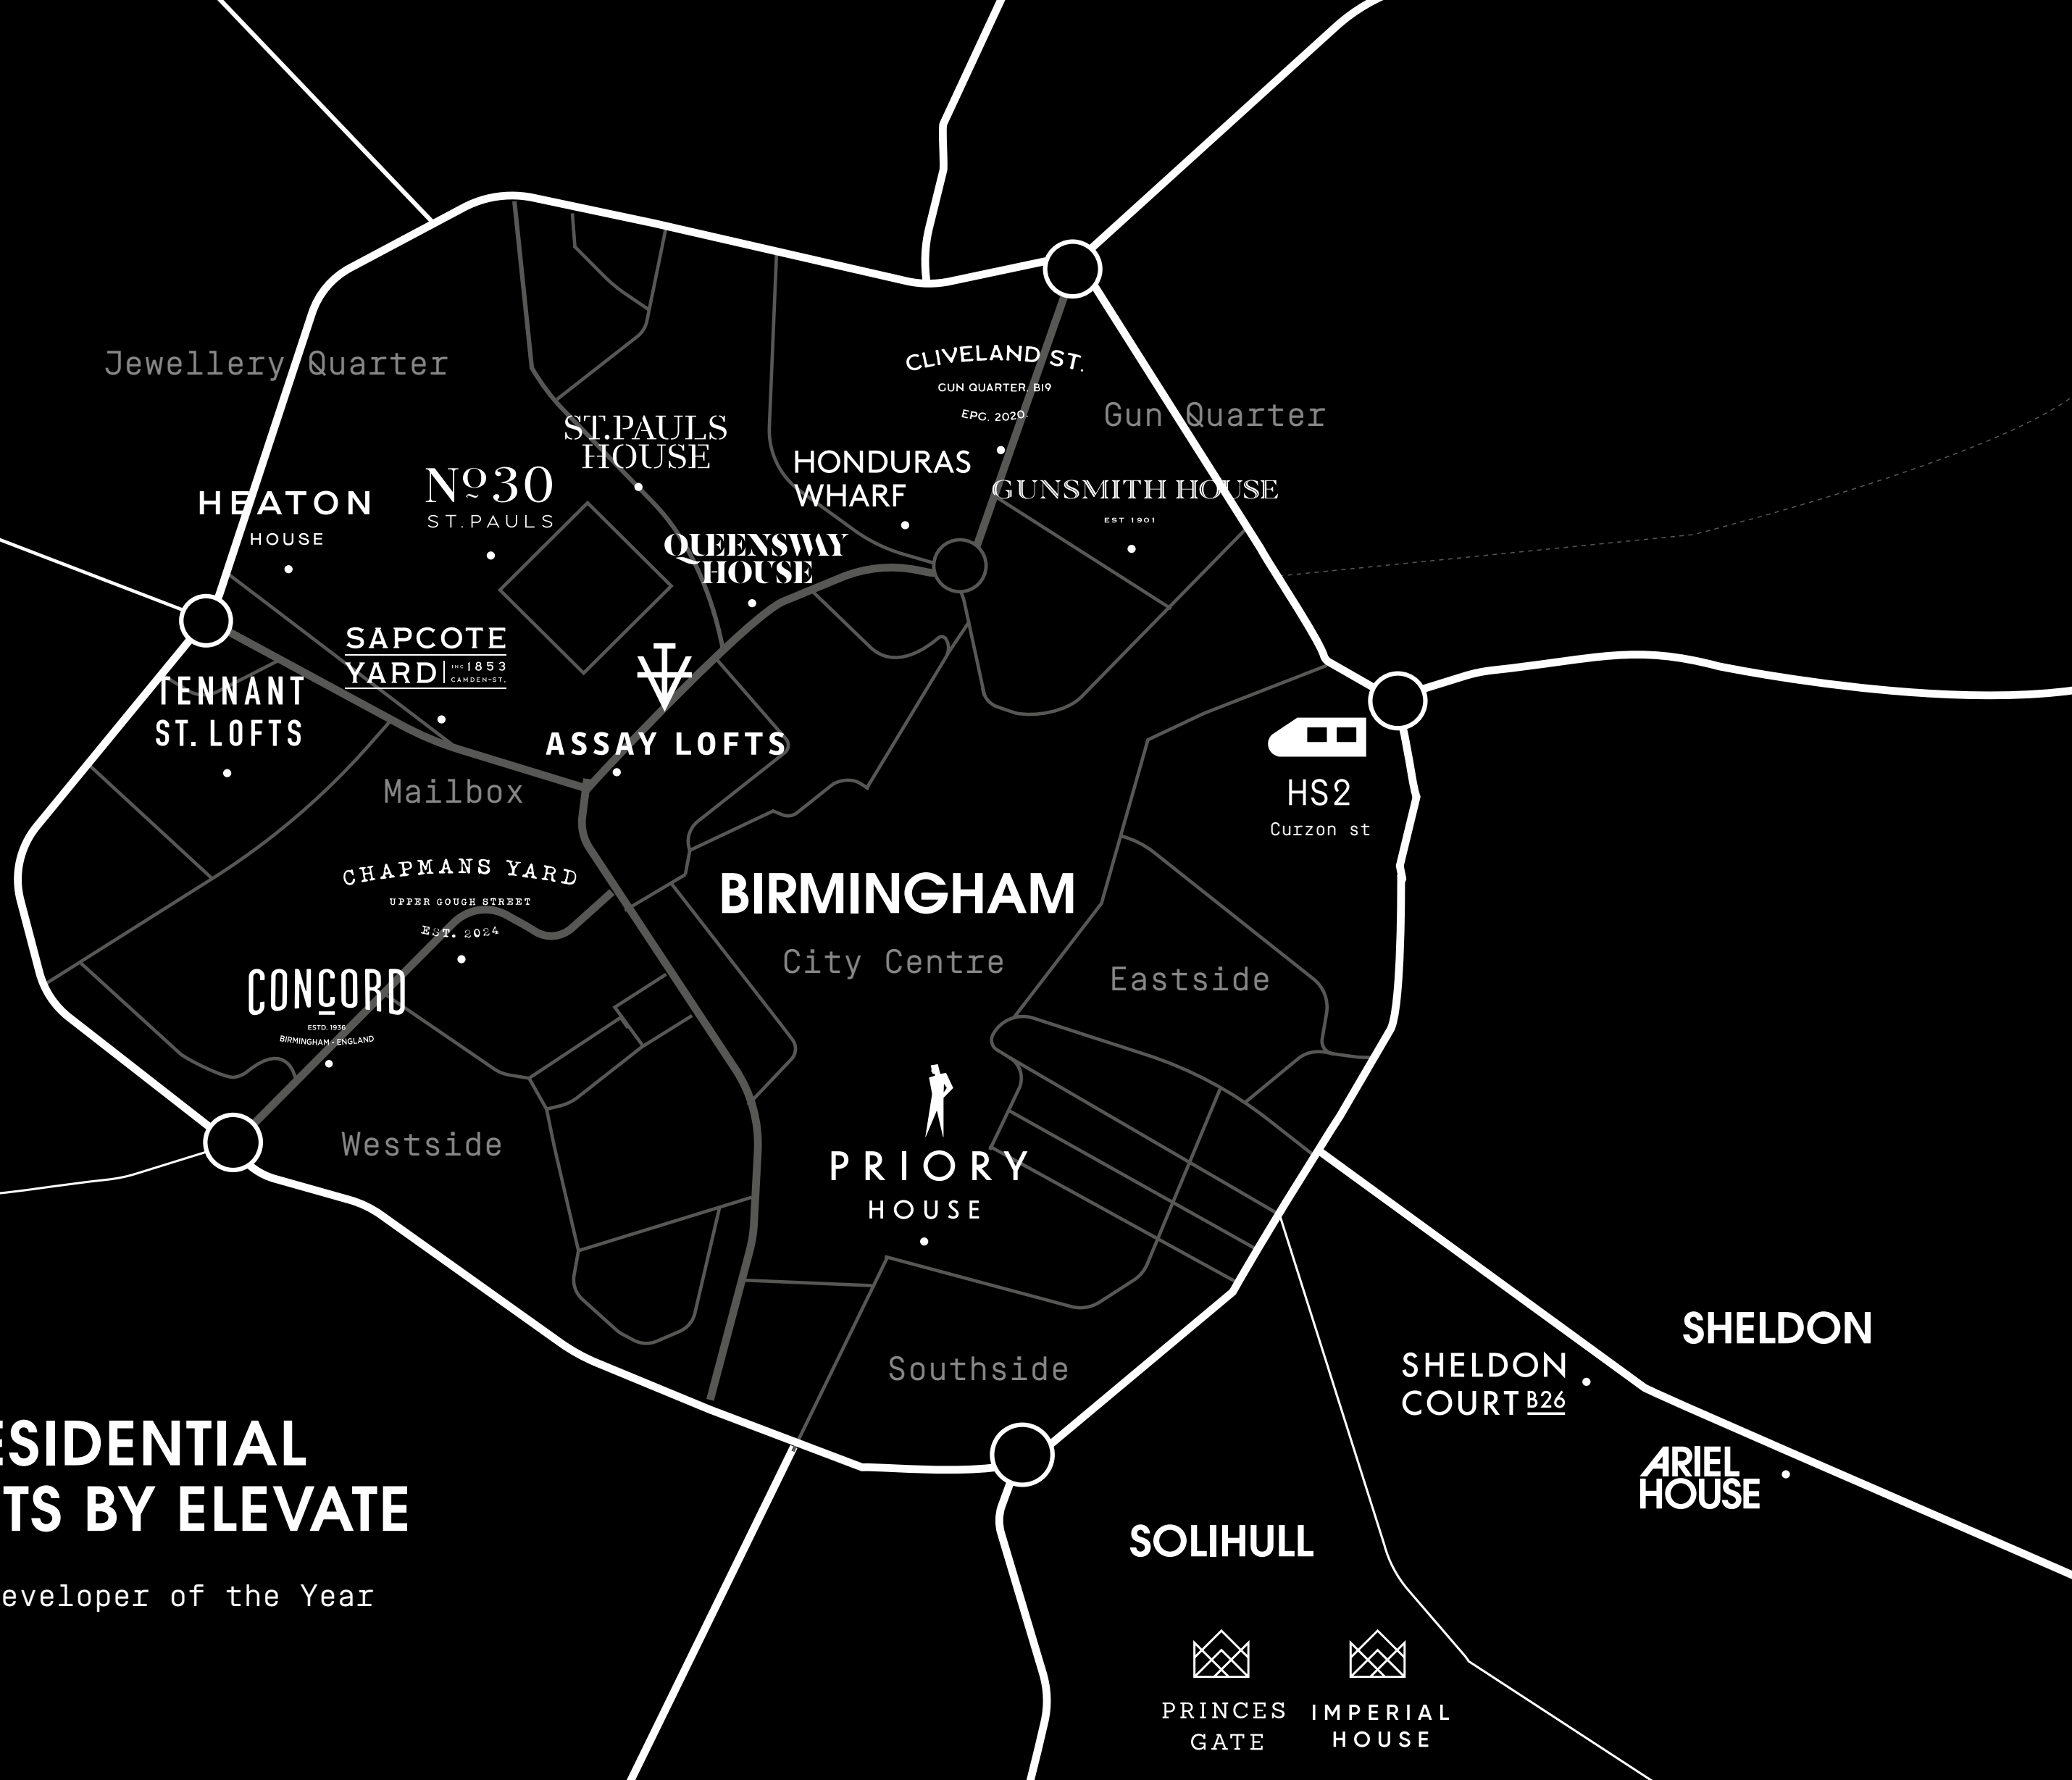 Jewellery Quarter
CLIVELAND ST.
GUN QUARTER, B19
EPG. 2020.
Gun Quarter
ST.PAULS
HOUSE
No30
ST.PAULS
HEATON
HOUSE
HONDURAS
WHARF
GUNSMITH HOUSE
EST 1901
QUEENSWAY
HOUSE
SAPCOTE
YARD INC 1853
CAMDEN-ST.
TENNANT
ST. LOFTS
ASSAY LOFTS
Mailbox
HS2
Curzon st
CHAPMANS YARD
UPPER GOUGH STREET
EST. 2024
BIRMINGHAM
City Centre
Eastside
CONCORD
ESTD. 1936
BIRMINGHAM - ENGLAND
Westside
PRIORY
HOUSE
Southside
SHELDON
SHELDON
COURT B26
ARIEL
HOUSE
ESIDENTIAL
TS BY ELEVATE
eveloper of the Year
SOLIHULL
PRINCES
GATE
IMPERIAL
HOUSE